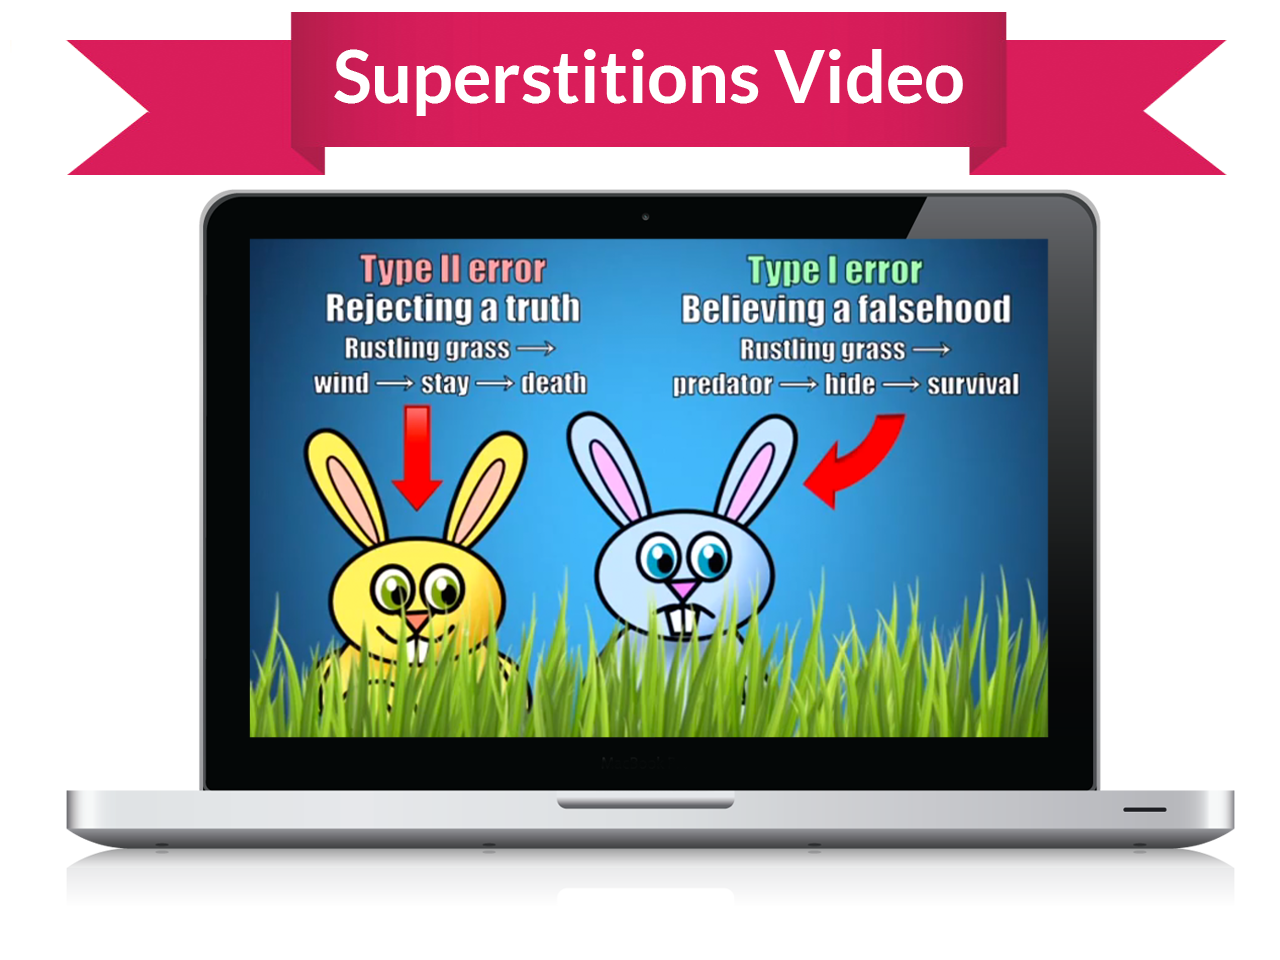 Superstitions Video
Type II error
Rejecting a truth
Rustling grass →
wind → stay → death
Type I error
Believing a falsehood
Rustling grass →
predator → hide → survival